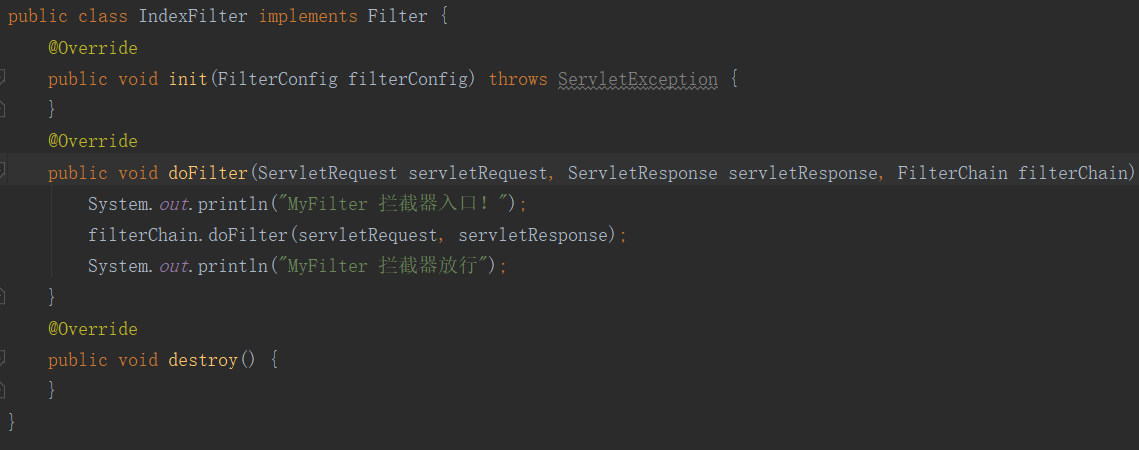 public class IndexFilter implements Filter {
@Override
public void init(FilterConfig filterConfig) throws ServletException {
}
@Override
public void doFilter(ServletRequest servletRequest, ServletResponse servletResponse, FilterChain filterChain)
System.out.println("MyFilter 拦截器入口！");
filterChain.doFilter(servletRequest, servletResponse);
System.out.println("MyFilter 拦截器放行");
}
@Override
public void destroy() {
}
}